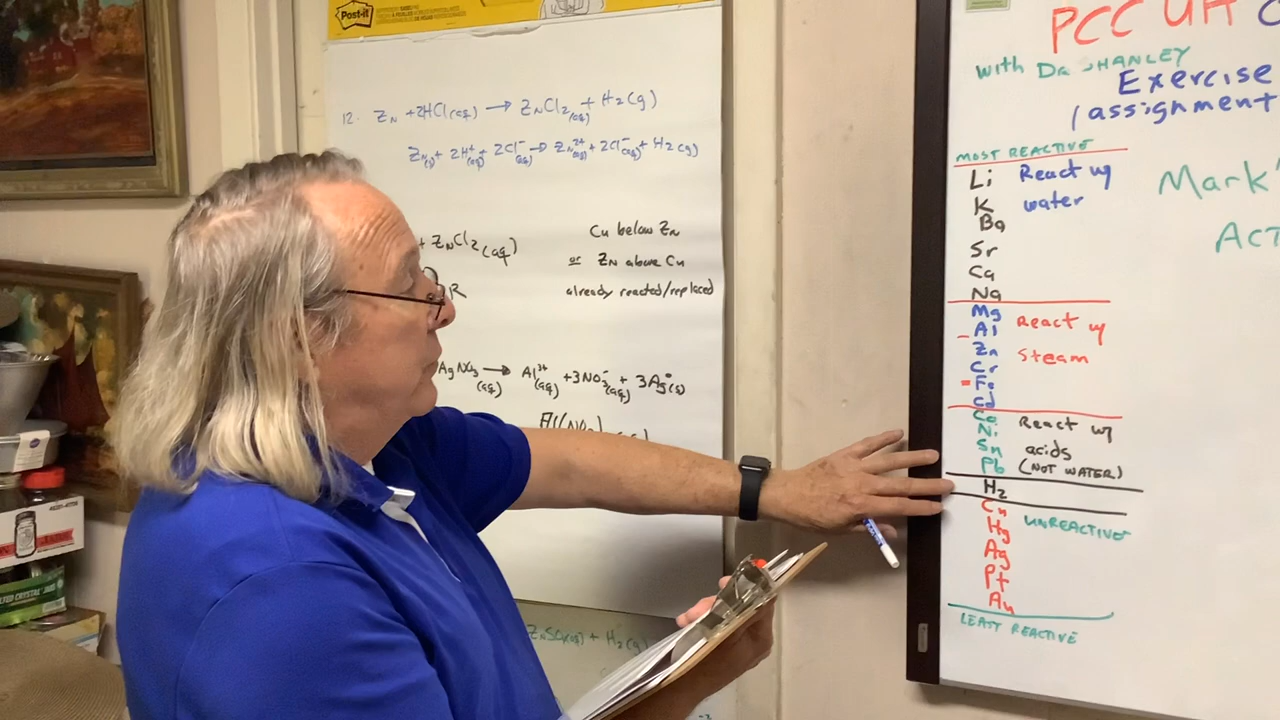 Post-it
12. Zn + 2HCl(aq) → ZnCl2(aq) + H2(g)
Zn(s) + 2H+(aq) + 2Cl-(aq) → Zn2+(aq) + 2Cl-(aq) + H2(g)
+ ZnCl2(aq)
R
Cu below Zn
or Zn above Cu
already reacted/replaced
AgNO3(aq) → Al3+(aq) + 3NO3-(aq) + 3Ag°(s)
ZnSO4(aq) + H2(g)
PCC UH
with Dr SHANLEY
Exercise
/assignment
MOST REACTIVE
Li
K
Ba
Sr
Ca
Na
React w/
water
Mark'
ACT
Mg
Al
Zn
Cr
Fe
Cd
React w/
Steam
Co
Ni
Sn
Pb
React w/
acids
(NOT WATER)
H2
Cu
Hg
Ag
Pt
Au
UNREACTIVE
LEAST REACTIVE